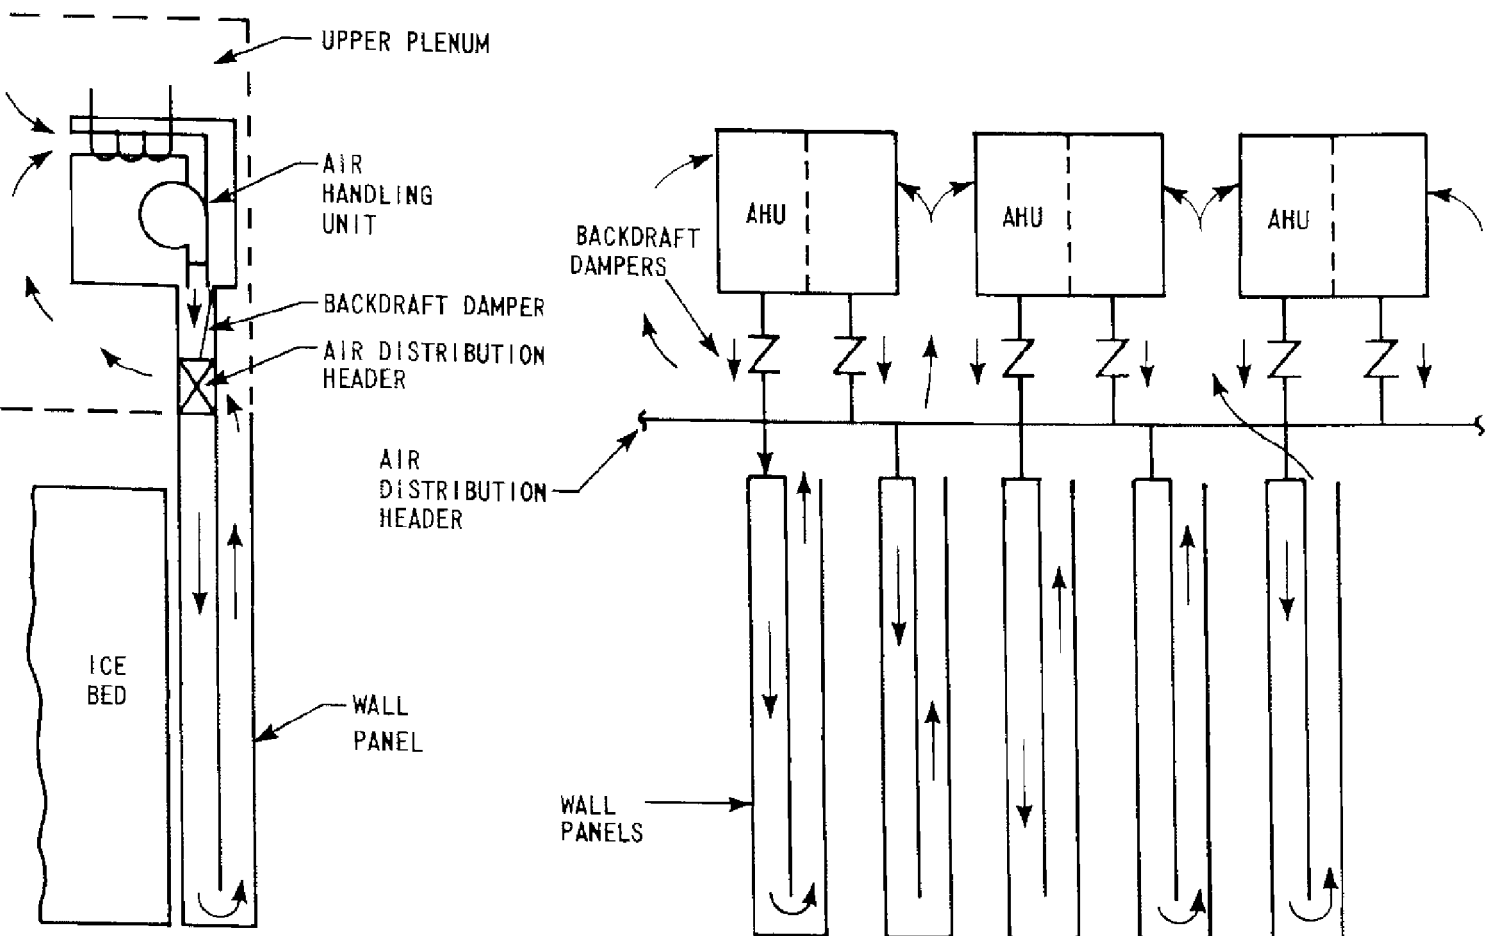 UPPER PLENUM
AIR
HANDLING
UNIT
BACKDRAFT DAMPER
AIR DISTRIBUTION
HEADER
ICE
BED
WALL
PANEL
AHU
AHU
AHU
BACKDRAFT
DAMPERS
AIR
DISTRIBUTION
HEADER
WALL
PANELS